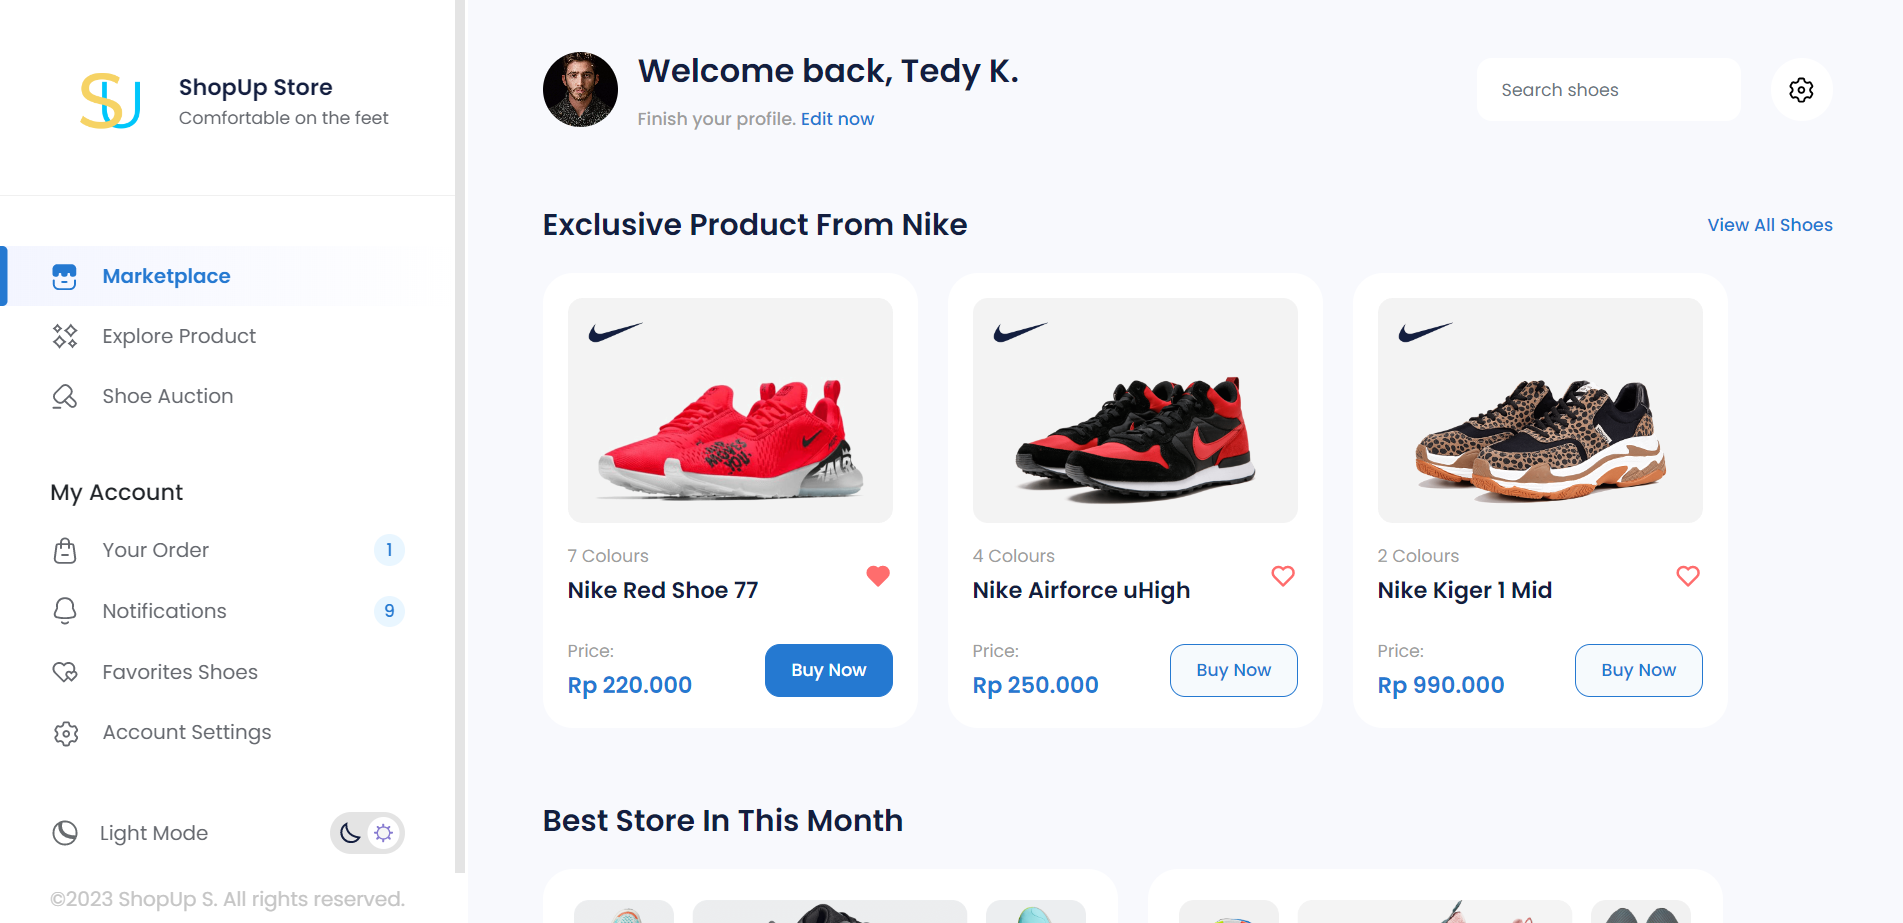 SU
ShopUp Store
Comfortable on the feet
Marketplace
Explore Product
Shoe Auction
My Account
Your Order 1
Notifications 9
Favorites Shoes
Account Settings
Light Mode
©2023 ShopUp S. All rights reserved.
Welcome back, Tedy K.
Finish your profile. Edit now
Search shoes
Exclusive Product From Nike
View All Shoes
7 Colours
Nike Red Shoe 77
Price:
Rp 220.000
Buy Now
4 Colours
Nike Airforce uHigh
Price:
Rp 250.000
Buy Now
2 Colours
Nike Kiger 1 Mid
Price:
Rp 990.000
Buy Now
Best Store In This Month